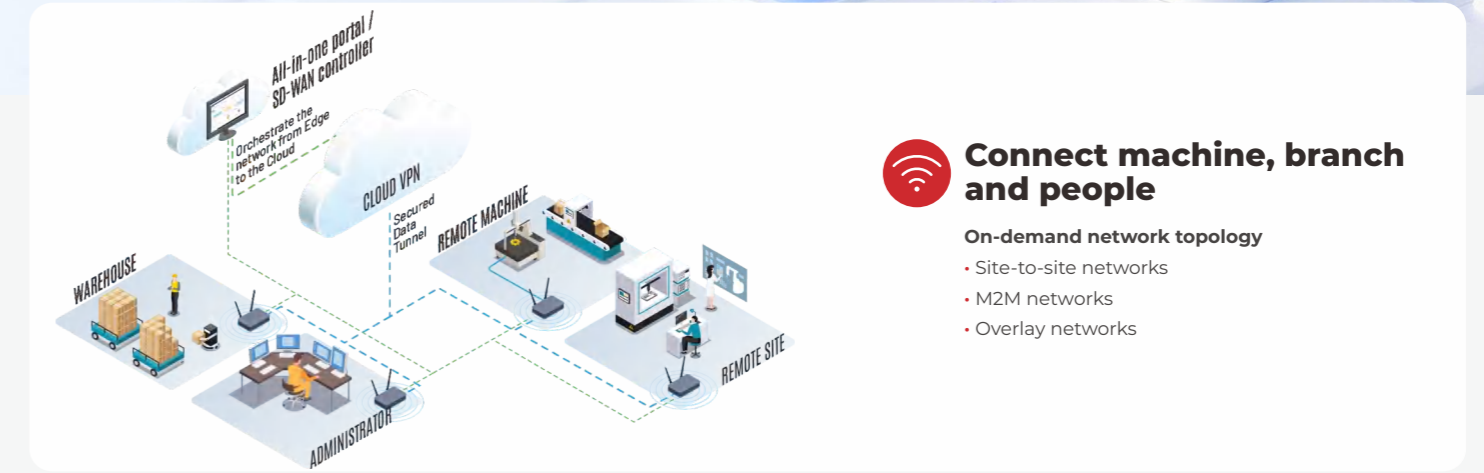 All-in-one portal /
SD-WAN controller
Orchestrate the
network from Edge
to the Cloud
CLOUD VPN
Secured
Data
Tunnel
REMOTE MACHINE
WAREHOUSE
REMOTE SITE
ADMINISTRATOR
Connect machine, branch
and people
On-demand network topology
• Site-to-site networks
• M2M networks
• Overlay networks